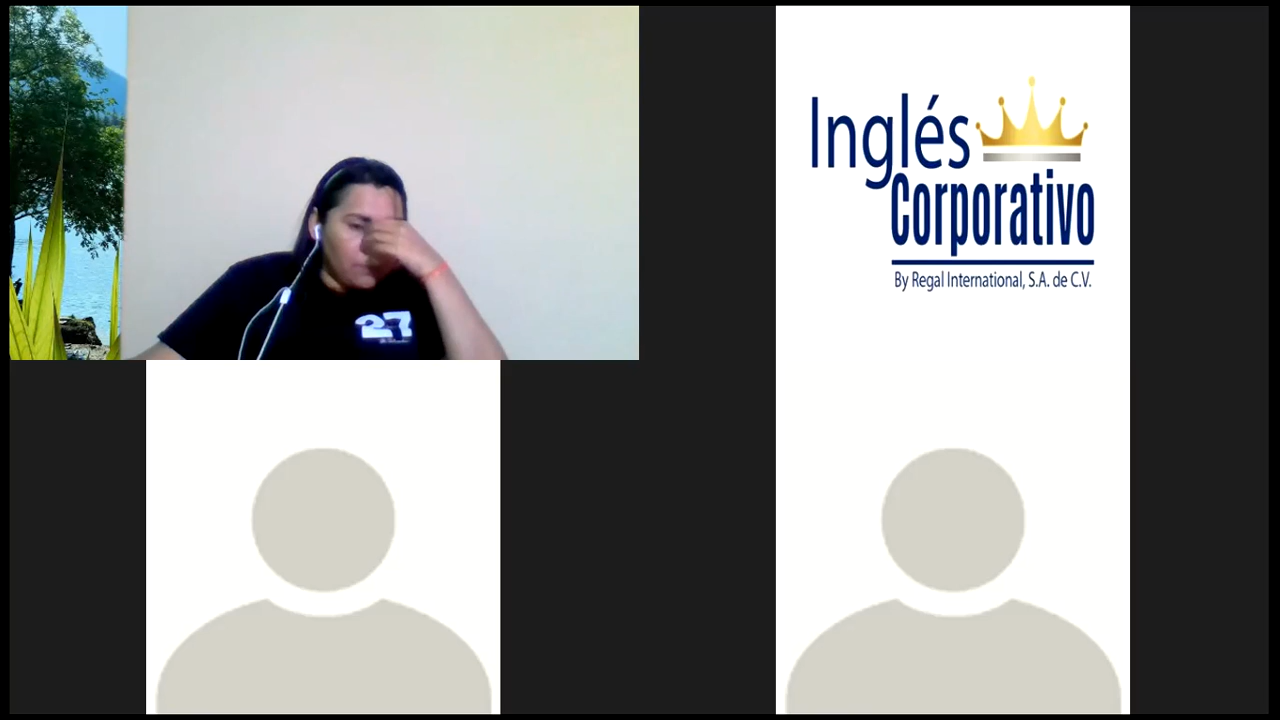 27
Inglés
Corporativo
By Regal International, S.A. de C.V.